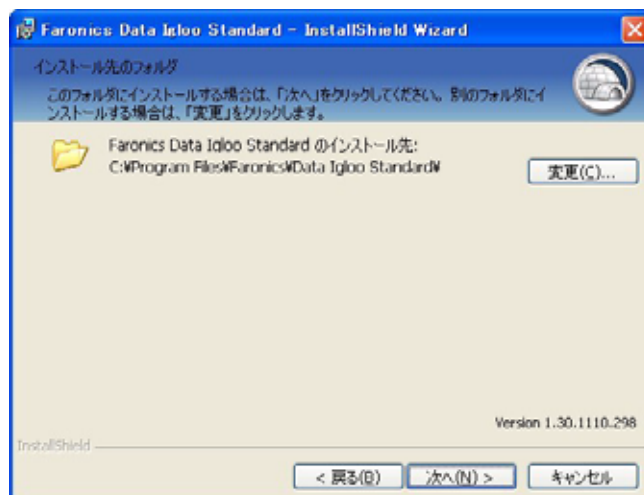 Faronics Data Igloo Standard - InstallShield Wizard
インストール先のフォルダ
このフォルダにインストールする場合は、「次へ」をクリックしてください。別のフォルダにイ
ンストールする場合は、「変更」をクリックします。
Faronics Data Igloo Standard のインストール先:
C:¥Program Files¥Faronics¥Data Igloo Standard¥
変更(C)...
Version 1.30.1110.298
InstallShield
< 戻る(B)
次へ(N) >
キャンセル